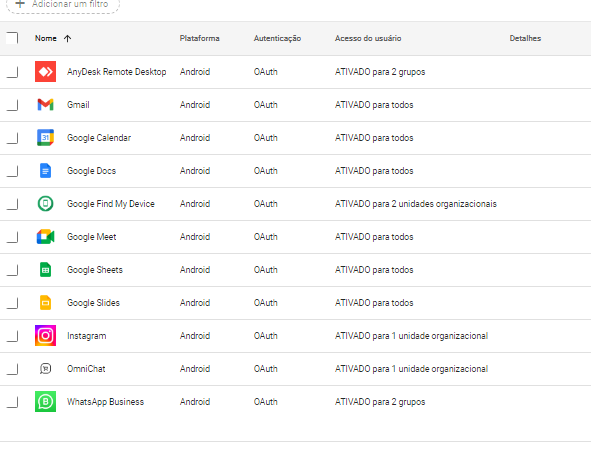 + Adicionar um filtro
Nome ↑ Plataforma Autenticação Acesso do usuário Detalhes
AnyDesk Remote Desktop Android OAuth ATIVADO para 2 grupos
Gmail Android OAuth ATIVADO para todos
31 Google Calendar Android OAuth ATIVADO para todos
Google Docs Android OAuth ATIVADO para todos
Google Find My Device Android OAuth ATIVADO para 2 unidades organizacionais
Google Meet Android OAuth ATIVADO para todos
Google Sheets Android OAuth ATIVADO para todos
Google Slides Android OAuth ATIVADO para todos
Instagram Android OAuth ATIVADO para 1 unidade organizacional
OmniChat Android OAuth ATIVADO para 1 unidade organizacional
B WhatsApp Business Android OAuth ATIVADO para 2 grupos